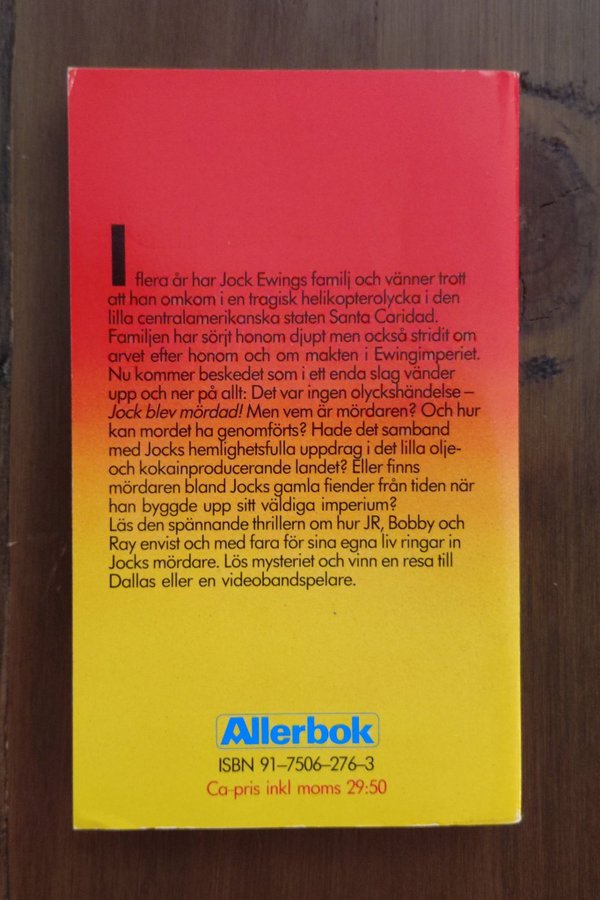 I flera år har Jock Ewings familj och vänner trott
att han omkom i en tragisk helikopterolycka i den
lilla centralamerikanska staten Santa Caridad.
Familjen har sörjt honom djupt men också stridit om
arvet efter honom och om makten i Ewingimperiet.
Nu kommer beskedet som i ett enda slag vänder
upp och ner på allt: Det var ingen olyckshändelse –
Jock blev mördad! Men vem är mördaren? Och hur
kan mordet ha genomförts? Hade det samband
med Jocks hemlighetsfulla uppdrag i det lilla olje-
och kokainproducerande landet? Eller finns
mördaren bland Jocks gamla fiender från tiden när
han byggde upp sitt väldiga imperium?
Läs den spännande thrillern om hur JR, Bobby och
Ray envist och med fara för sina egna liv ringar in
Jocks mördare. Lös mysteriet och vinn en resa till
Dallas eller en videobandspelare.
Allerbok
ISBN 91–7506–276–3
Ca-pris inkl moms 29:50